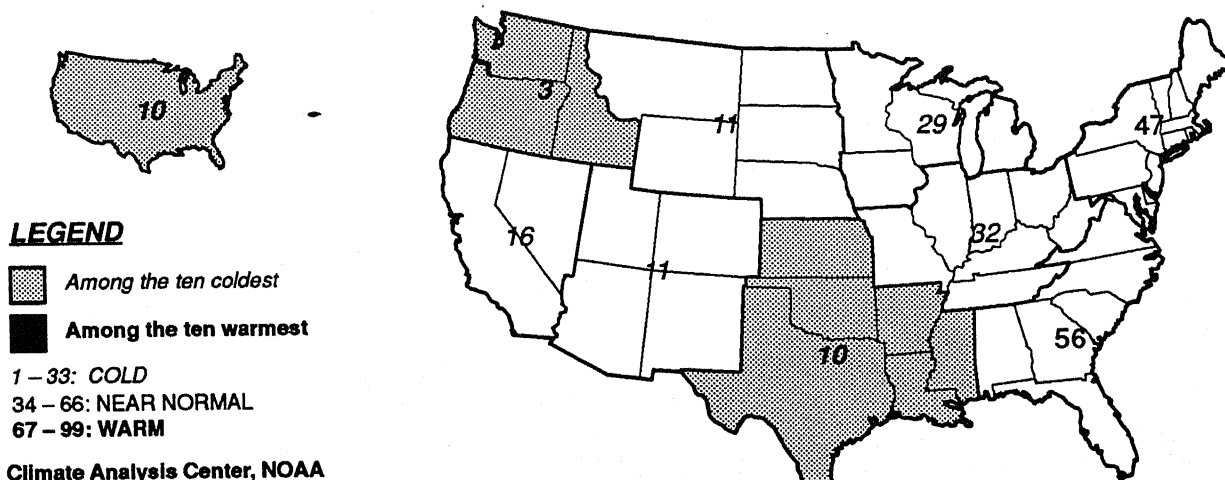 10
3
11
29
47
16
11
32
10
56
LEGEND
Among the ten coldest
Among the ten warmest
1 – 33: COLD
34 – 66: NEAR NORMAL
67 – 99: WARM
Climate Analysis Center, NOAA